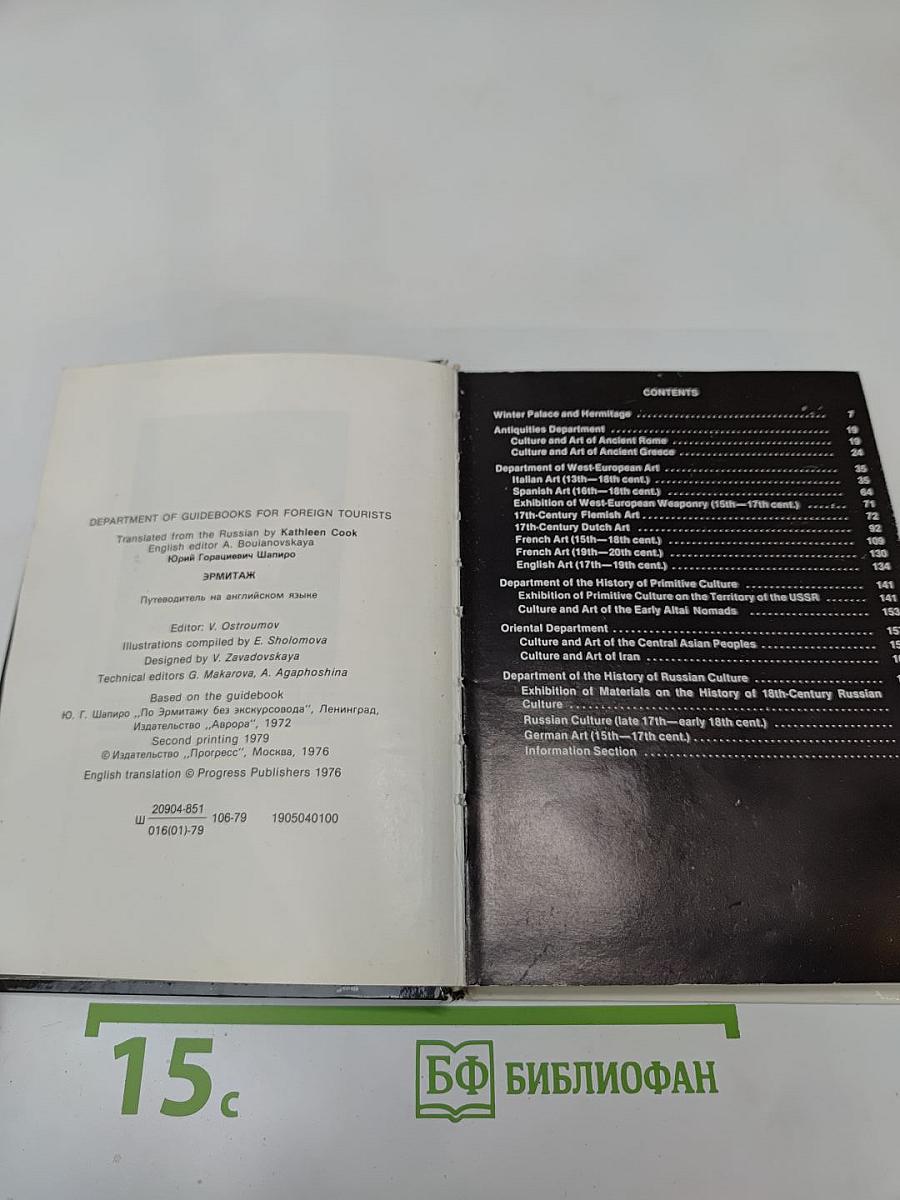 DEPARTMENT OF GUIDEBOOKS FOR FOREIGN TOURISTS
Translated from the Russian by Kathleen Cook
English editor A. Bouianovskaya
Юрий Горациевич Шапиро
ЭРМИТАЖ
Путеводитель на английском языке
Editor: V. Ostroumov
Illustrations compiled by E. Sholomova
Designed by V. Zavadovskaya
Technical editors G. Makarova, A. Agaphoshina
Based on the guidebook
Ю. Г. Шапиро „По Эрмитажу без экскурсовода", Ленинград,
Издательство „Аврора", 1972
Second printing 1979
© Издательство „Прогресс", Москва, 1976
English translation © Progress Publishers 1976
Ш 20904-851
016(01)-79 106-79 1905040100
CONTENTS
Winter Palace and Hermitage 7
Antiquities Department 19
Culture and Art of Ancient Rome 19
Culture and Art of Ancient Greece 24
Department of West-European Art 35
Italian Art (13th—18th cent.) 35
Spanish Art (16th—18th cent.) 64
Exhibition of West-European Weaponry (15th—17th cent.) 71
17th-Century Flemish Art 72
17th-Century Dutch Art 92
French Art (15th—18th cent.) 109
French Art (19th—20th cent.) 130
English Art (17th—19th cent.) 134
Department of the History of Primitive Culture 141
Exhibition of Primitive Culture on the Territory of the USSR 141
Culture and Art of the Early Altai Nomads 153
Oriental Department
Culture and Art of the Central Asian Peoples
Culture and Art of Iran
Department of the History of Russian Culture
Exhibition of Materials on the History of 18th-Century Russian
Culture
Russian Culture (late 17th—early 18th cent.)
German Art (15th—17th cent.)
Information Section
15 с
БФ БИБЛИОФАН